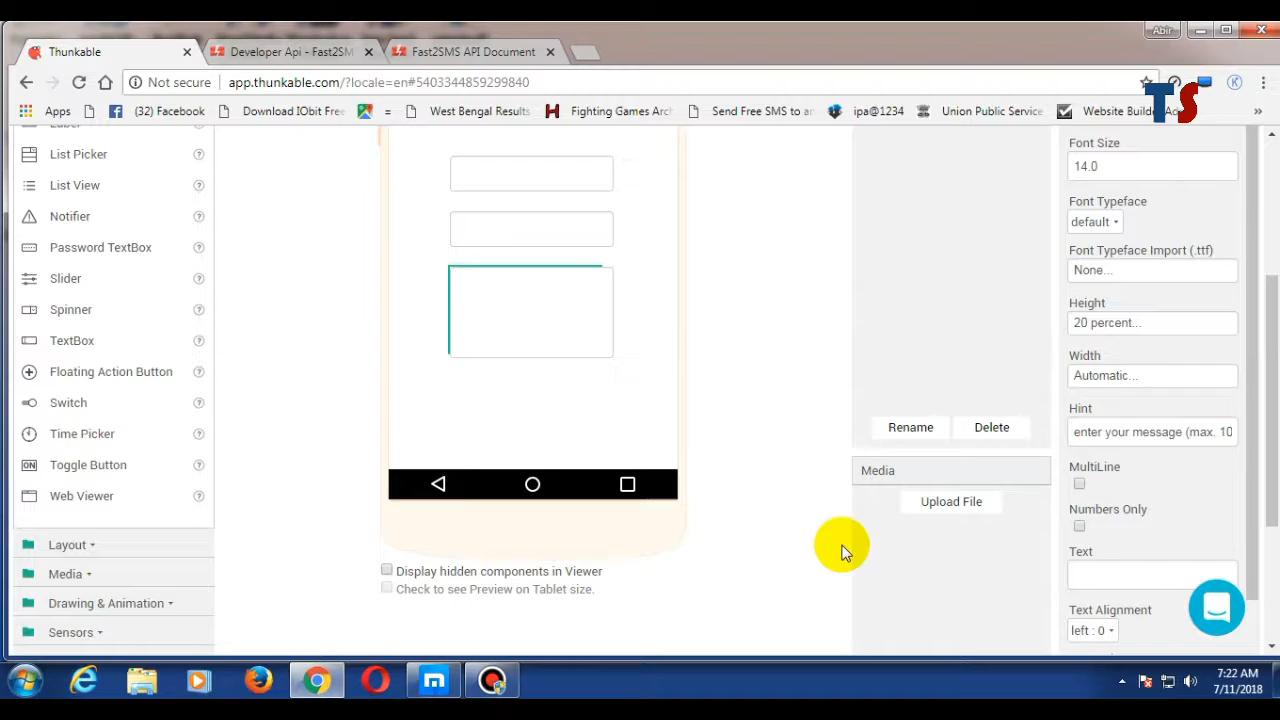 Abir
Thunkable
Developer Api - Fast2SM
Fast2SMS API Document
Not secure
app.thunkable.com/?locale=en#5403344859299840
K
Apps
(32) Facebook
Download IObit Free
=
West Bengal Results
Fighting Games Arc
Send Free SMS to an
ipa@1234
Union Public Service
Website Builde
TS
List Picker
List View
Notifier
Password TextBox
Slider
Spinner
TextBox
Floating Action Button
Switch
Time Picker
Toggle Button
Web Viewer
Layout
Media
Drawing & Animation
Sensors
Display hidden components in Viewer
Check to see Preview on Tablet size.
Rename
Delete
Media
Upload File
Font Size
14.0
Font Typeface
default
Font Typeface Import (.ttf)
None...
Height
20 percent...
Width
Automatic...
Hint
enter your message (max. 10
MultiLine
Numbers Only
Text
Text Alignment
left : 0
7:22 AM
7/11/2018